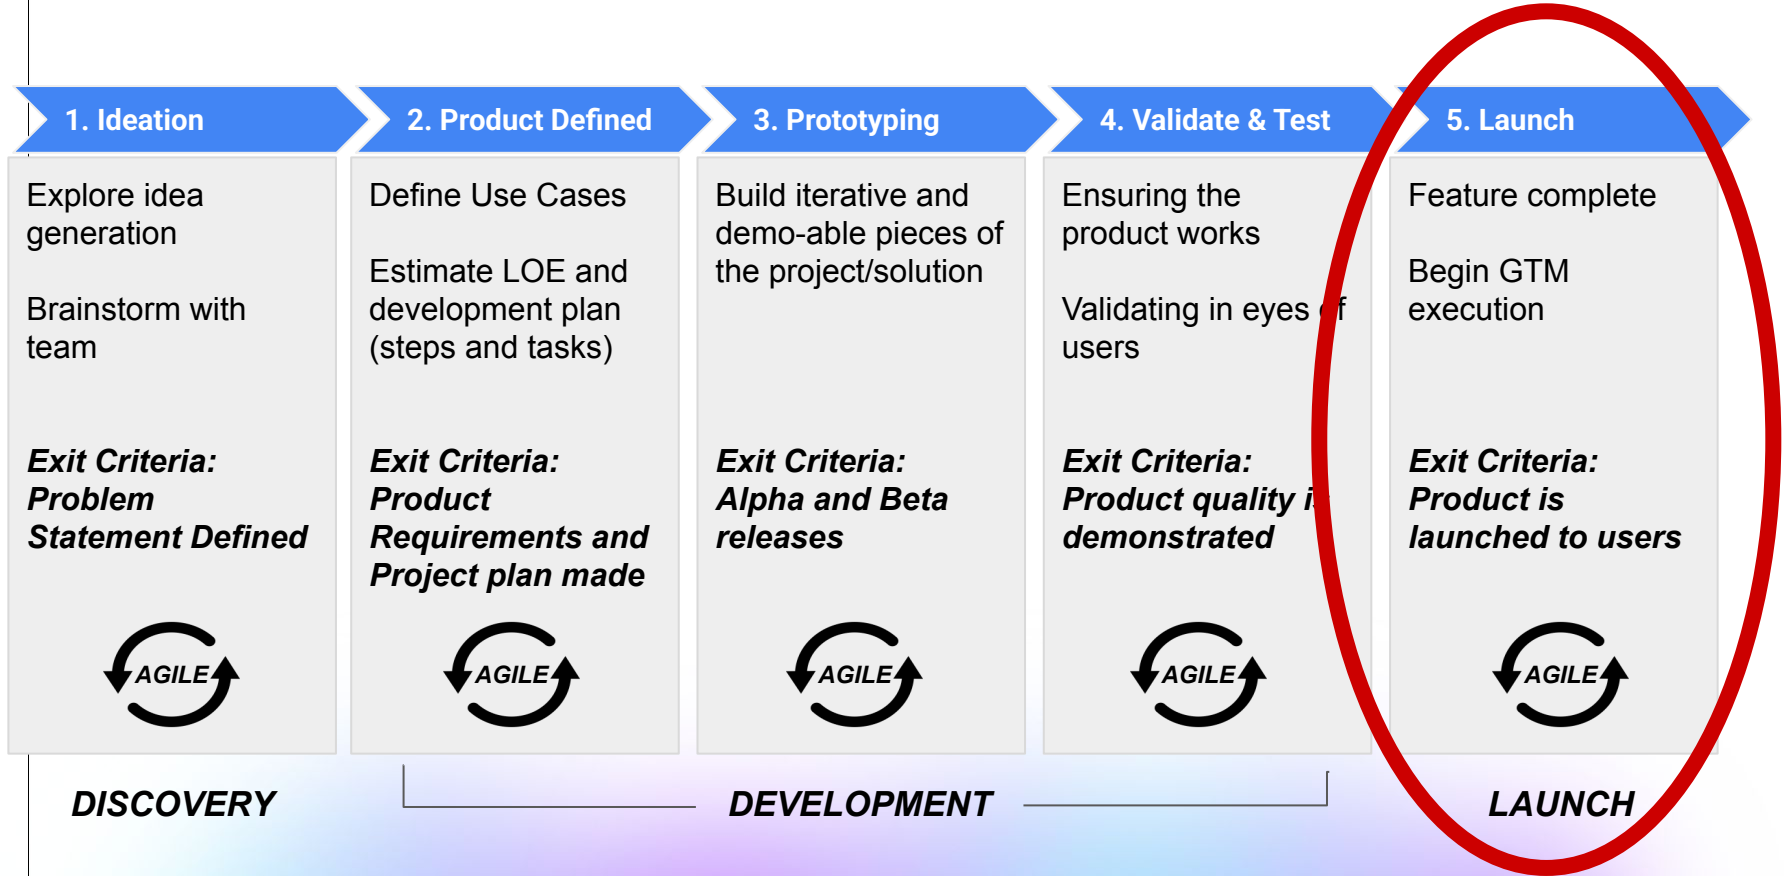 1. Ideation
Explore idea
generation
Brainstorm with
team
Exit Criteria:
Problem
Statement Defined
AGILE
2. Product Defined
Define Use Cases
Estimate LOE and
development plan
(steps and tasks)
Exit Criteria:
Product
Requirements and
Project plan made
AGILE
3. Prototyping
Build iterative and
demo-able pieces of
the project/solution
Exit Criteria:
Alpha and Beta
releases
AGILE
4. Validate & Test
Ensuring the
product works
Validating in eyes of
users
Exit Criteria:
Product quality is
demonstrated
AGILE
5. Launch
Feature complete
Begin GTM
execution
Exit Criteria:
Product is
launched to users
AGILE
DISCOVERY
DEVELOPMENT
LAUNCH